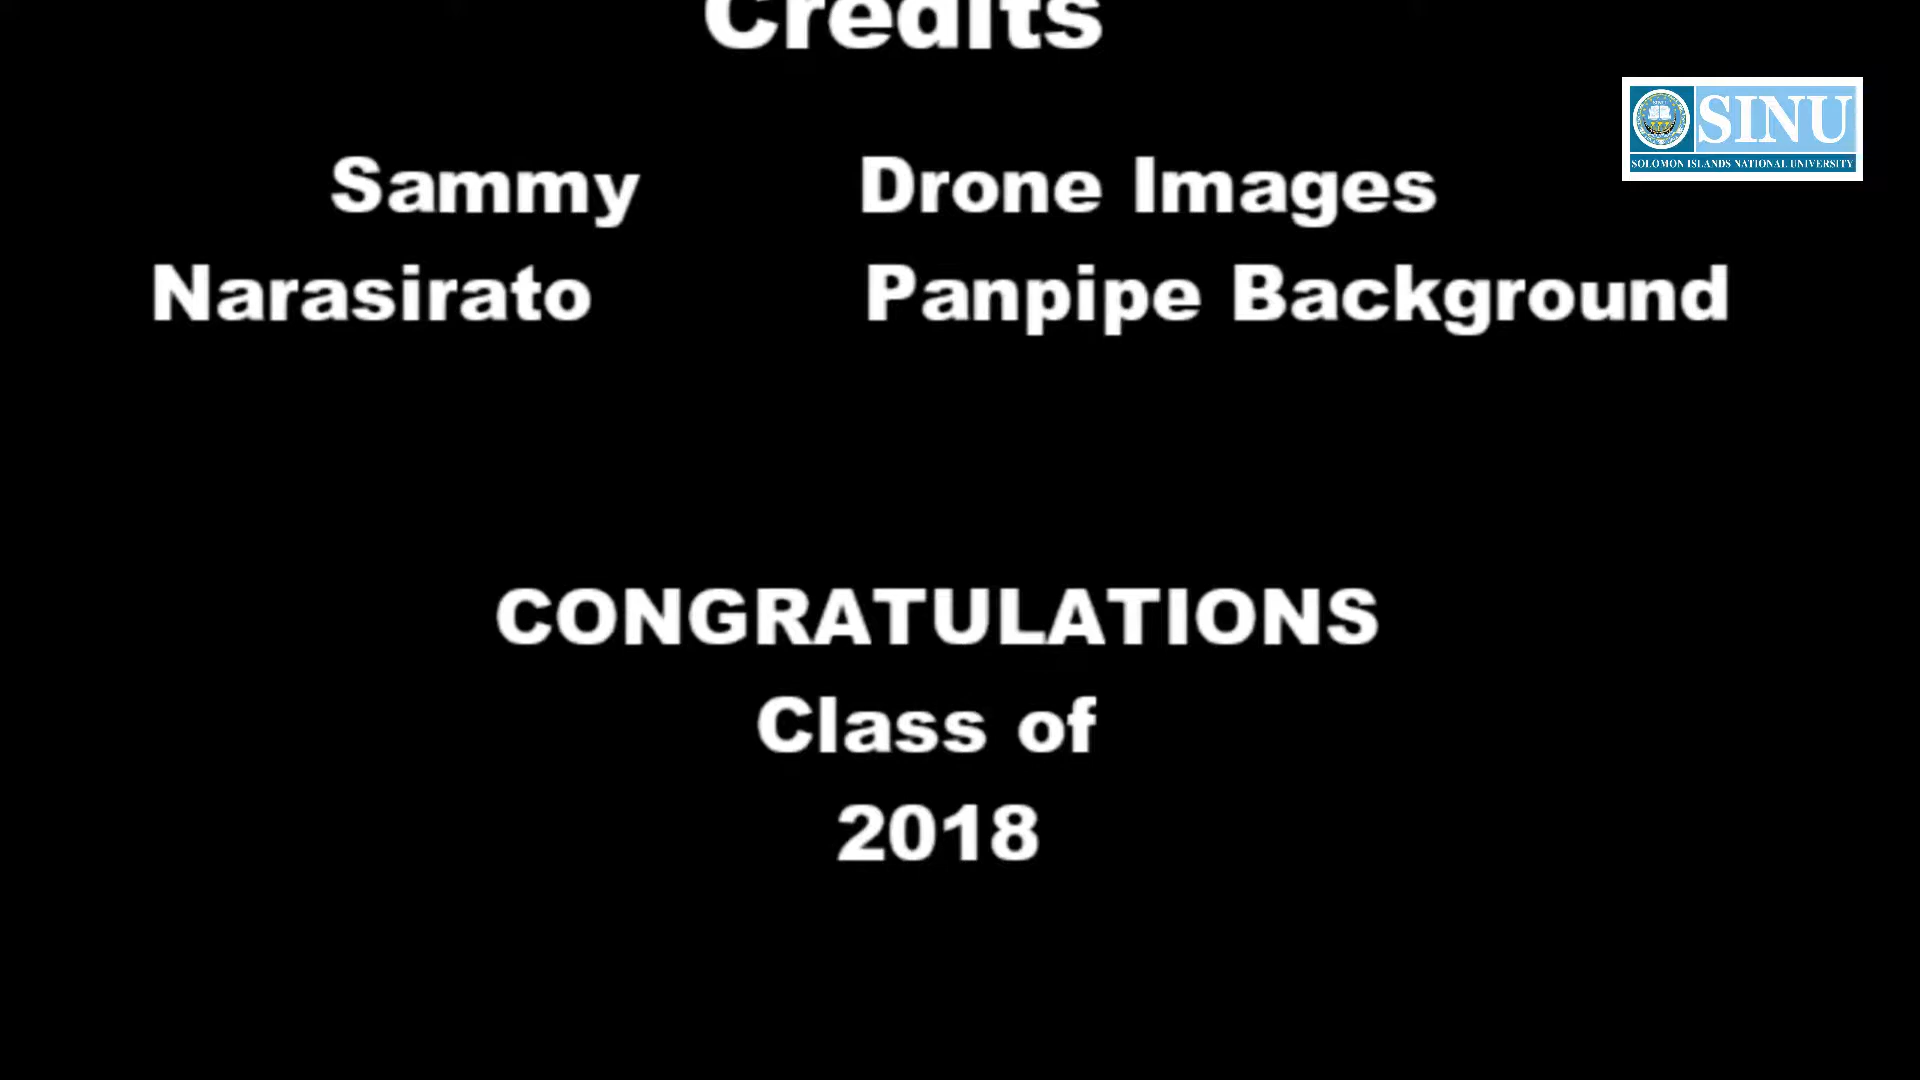 Credits
SINU
SOLOMON ISLANDS NATIONAL UNIVERSITY
Sammy Drone Images
Narasirato Panpipe Background
CONGRATULATIONS
Class of
2018